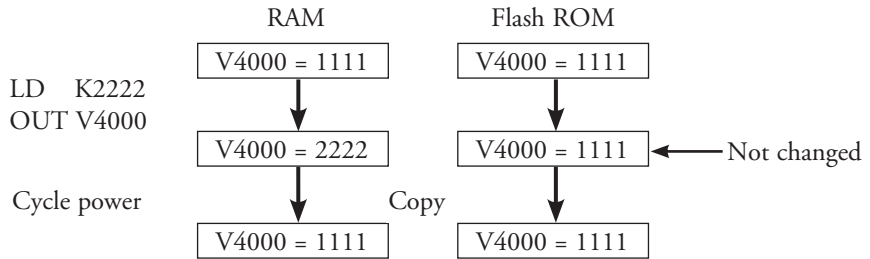 RAM Flash ROM
V4000 = 1111 V4000 = 1111
LD K2222
OUT V4000
V4000 = 2222 V4000 = 1111 Not changed
Cycle power Copy
V4000 = 1111 V4000 = 1111